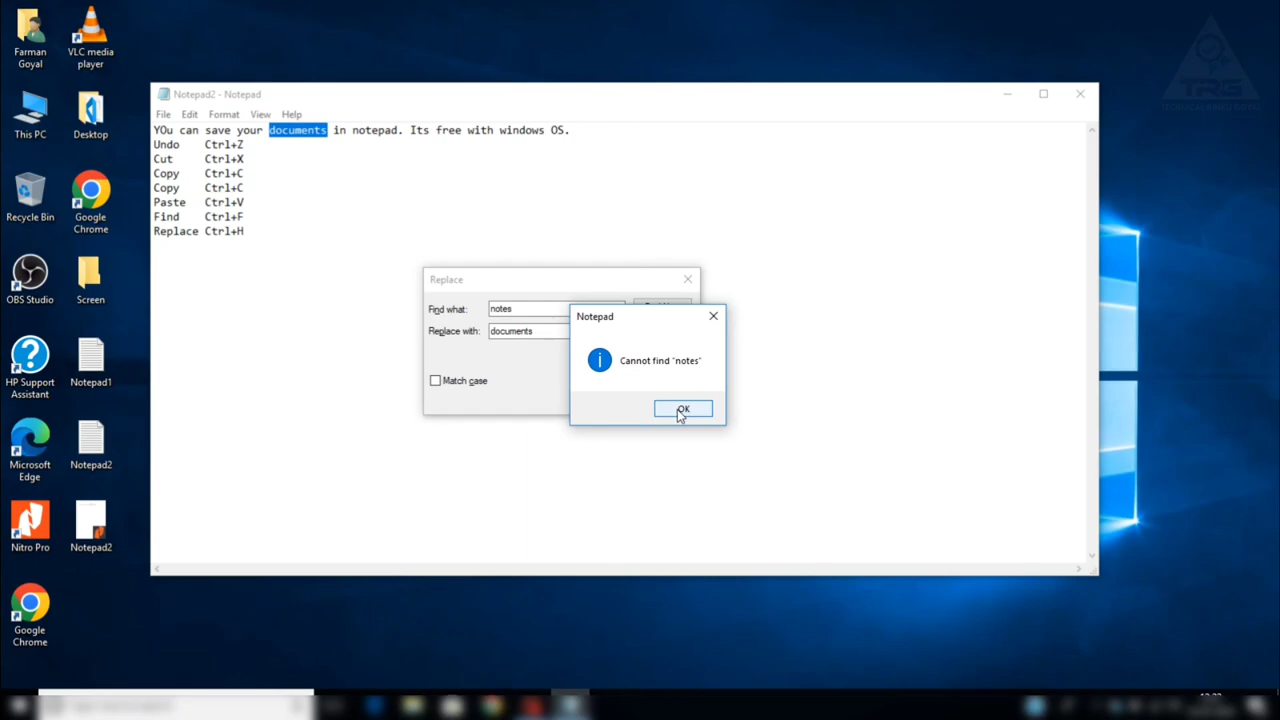 Farman
Goyal
VLC media
player
This PC
Desktop
Recycle Bin
Google
Chrome
OBS Studio
Screen
HP Support
Assistant
Notepad1
Microsoft
Edge
Notepad2
Nitro Pro
Notepad2
Google
Chrome
TRG
Notepad2 - Notepad
File Edit Format View Help
YOu can save your documents in notepad. Its free with windows OS.
Undo Ctrl+Z
Cut Ctrl+X
Copy Ctrl+C
Copy Ctrl+C
Paste Ctrl+V
Find Ctrl+F
Replace Ctrl+H
Replace
Find what: notes
Replace with: documents
Match case
Notepad
Cannot find "notes"
OK